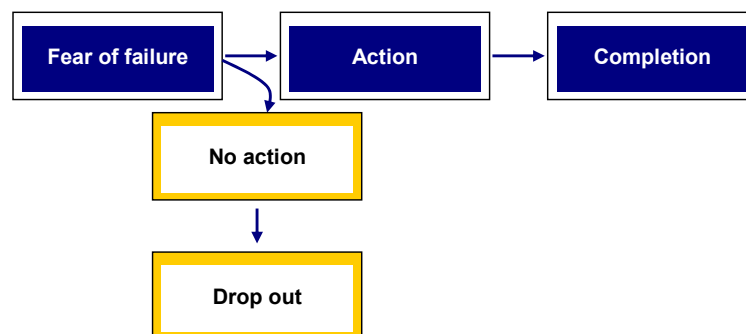 Fear of failure
Action
Completion
No action
Drop out